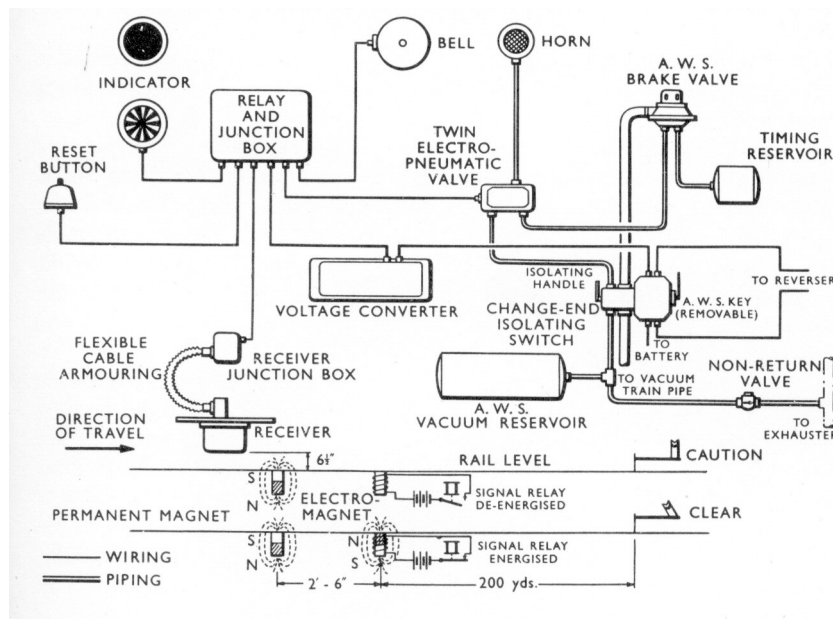 INDICATOR
BELL
HORN
A.W.S.
BRAKE VALVE
RELAY
AND
JUNCTION
BOX
RESET
BUTTON
TWIN
ELECTRO-
PNEUMATIC
VALVE
TIMING
RESERVOIR
ISOLATING
HANDLE
TO REVERSER
VOLTAGE CONVERTER
CHANGE-END
ISOLATING
SWITCH
A.W.S. KEY
(REMOVABLE)
TO
BATTERY
FLEXIBLE
CABLE
ARMOURING
RECEIVER
JUNCTION BOX
NON-RETURN
VALVE
TO VACUUM
TRAIN PIPE
A.W.S.
VACUUM RESERVOIR
TO
EXHAUSTER
DIRECTION
OF TRAVEL
RECEIVER
6½"
RAIL LEVEL
CAUTION
S
N
ELECTRO-
MAGNET
SIGNAL RELAY
DE-ENERGISED
PERMANENT MAGNET
CLEAR
S
N
N
S
SIGNAL RELAY
ENERGISED
WIRING
PIPING
2' - 6"
200 yds.